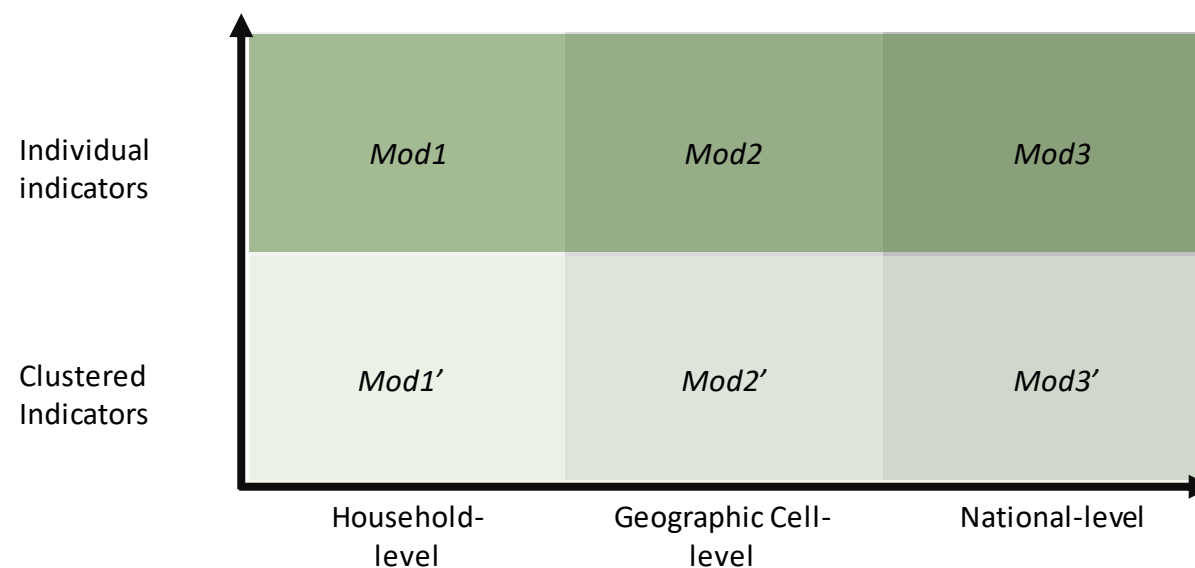 Individual
indicators
Mod1
Mod2
Mod3
Clustered
Indicators
Mod1’
Mod2’
Mod3’
Household-
level
Geographic Cell-
level
National-level